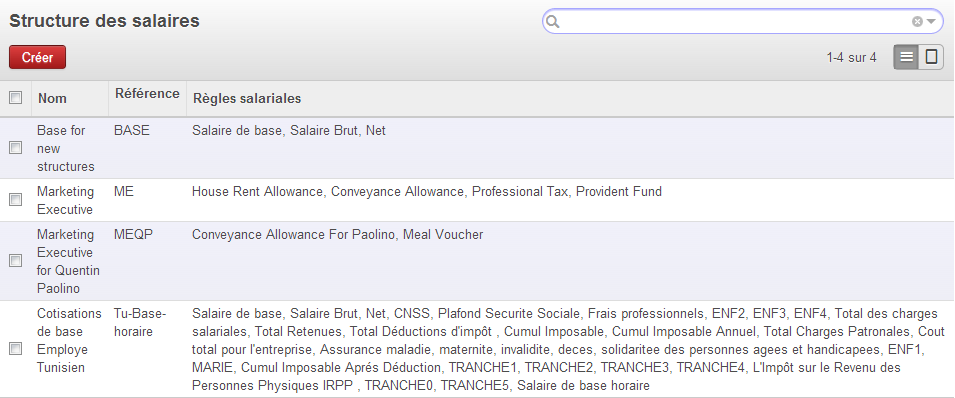 Structure des salaires
Créer
1-4 sur 4
Nom Référence Règles salariales
Base for BASE Salaire de base, Salaire Brut, Net
new
structures
Marketing ME House Rent Allowance, Conveyance Allowance, Professional Tax, Provident Fund
Executive
Marketing MEQP Conveyance Allowance For Paolino, Meal Voucher
Executive
for Quentin
Paolino
Cotisations Tu-Base- Salaire de base, Salaire Brut, Net, CNSS, Plafond Securite Sociale, Frais professionnels, ENF2, ENF3, ENF4, Total des charges
de base horaire salariales, Total Retenues, Total Déductions d'impôt , Cumul Imposable, Cumul Imposable Annuel, Total Charges Patronales, Cout
Employe total pour l'entreprise, Assurance maladie, maternite, invalidite, deces, solidaritee des personnes agees et handicapees, ENF1,
Tunisien MARIE, Cumul Imposable Aprés Déduction, TRANCHE1, TRANCHE2, TRANCHE3, TRANCHE4, L'Impôt sur le Revenu des
Personnes Physiques IRPP , TRANCHE0, TRANCHE5, Salaire de base horaire